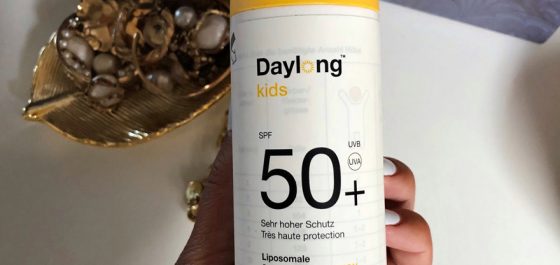 Daylong™
kids
SPF
50+
UVB
UVA
Sehr hoher Schutz
Très haute protection
Liposomale